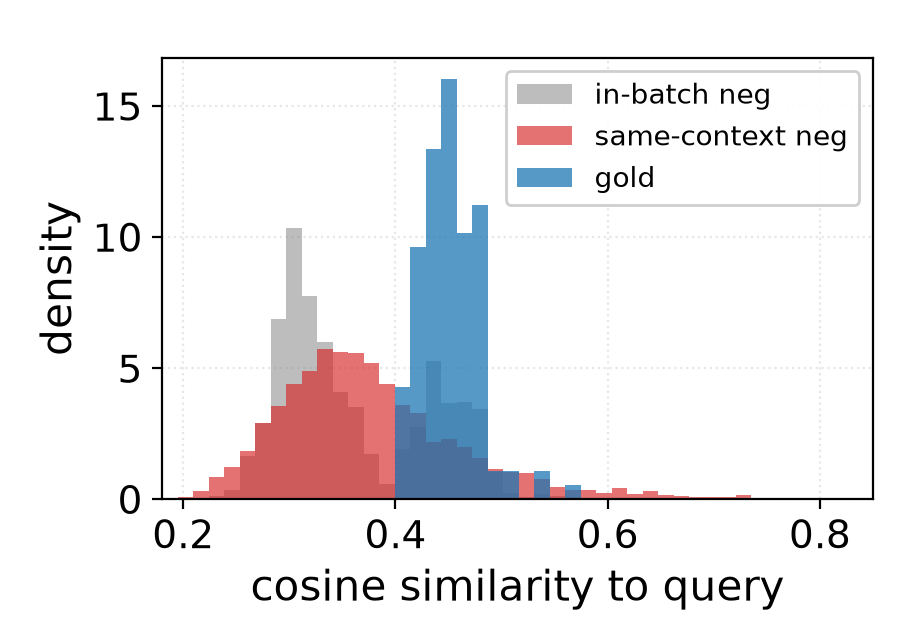 in-batch neg
same-context neg
gold
density
15
10
5
0
0.2 0.4 0.6 0.8
cosine similarity to query